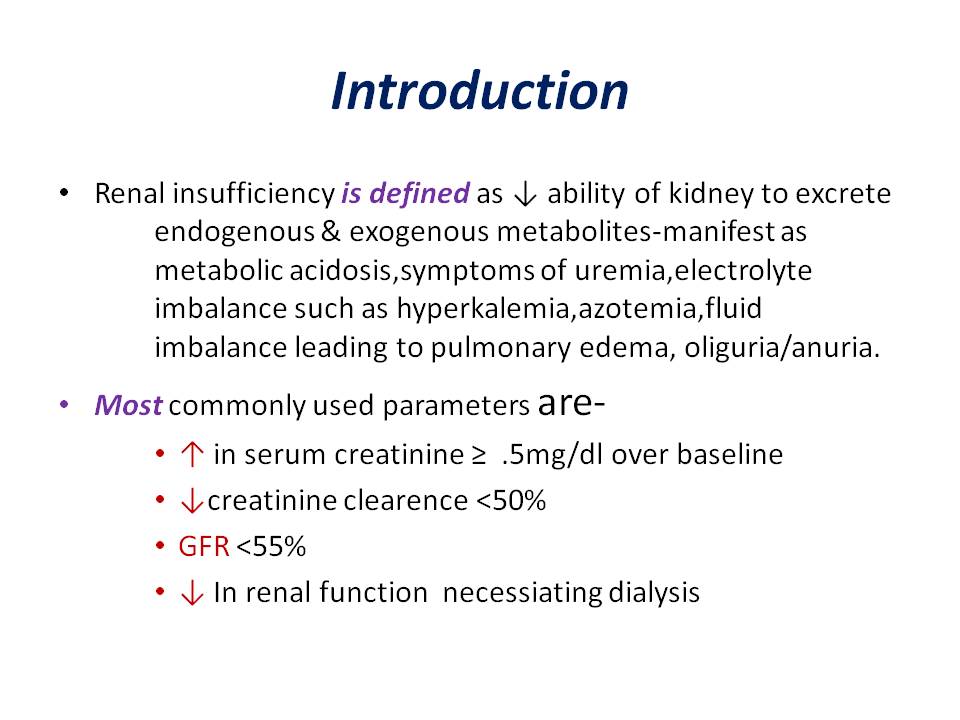 Introduction
• Renal insufficiency is defined as ↓ ability of kidney to excrete
endogenous & exogenous metabolites-manifest as
metabolic acidosis,symptoms of uremia,electrolyte
imbalance such as hyperkalemia,azotemia,fluid
imbalance leading to pulmonary edema, oliguria/anuria.
• Most commonly used parameters are-
• ↑ in serum creatinine ≥ .5mg/dl over baseline
• ↓creatinine clearence <50%
• GFR <55%
• ↓ In renal function necessiating dialysis